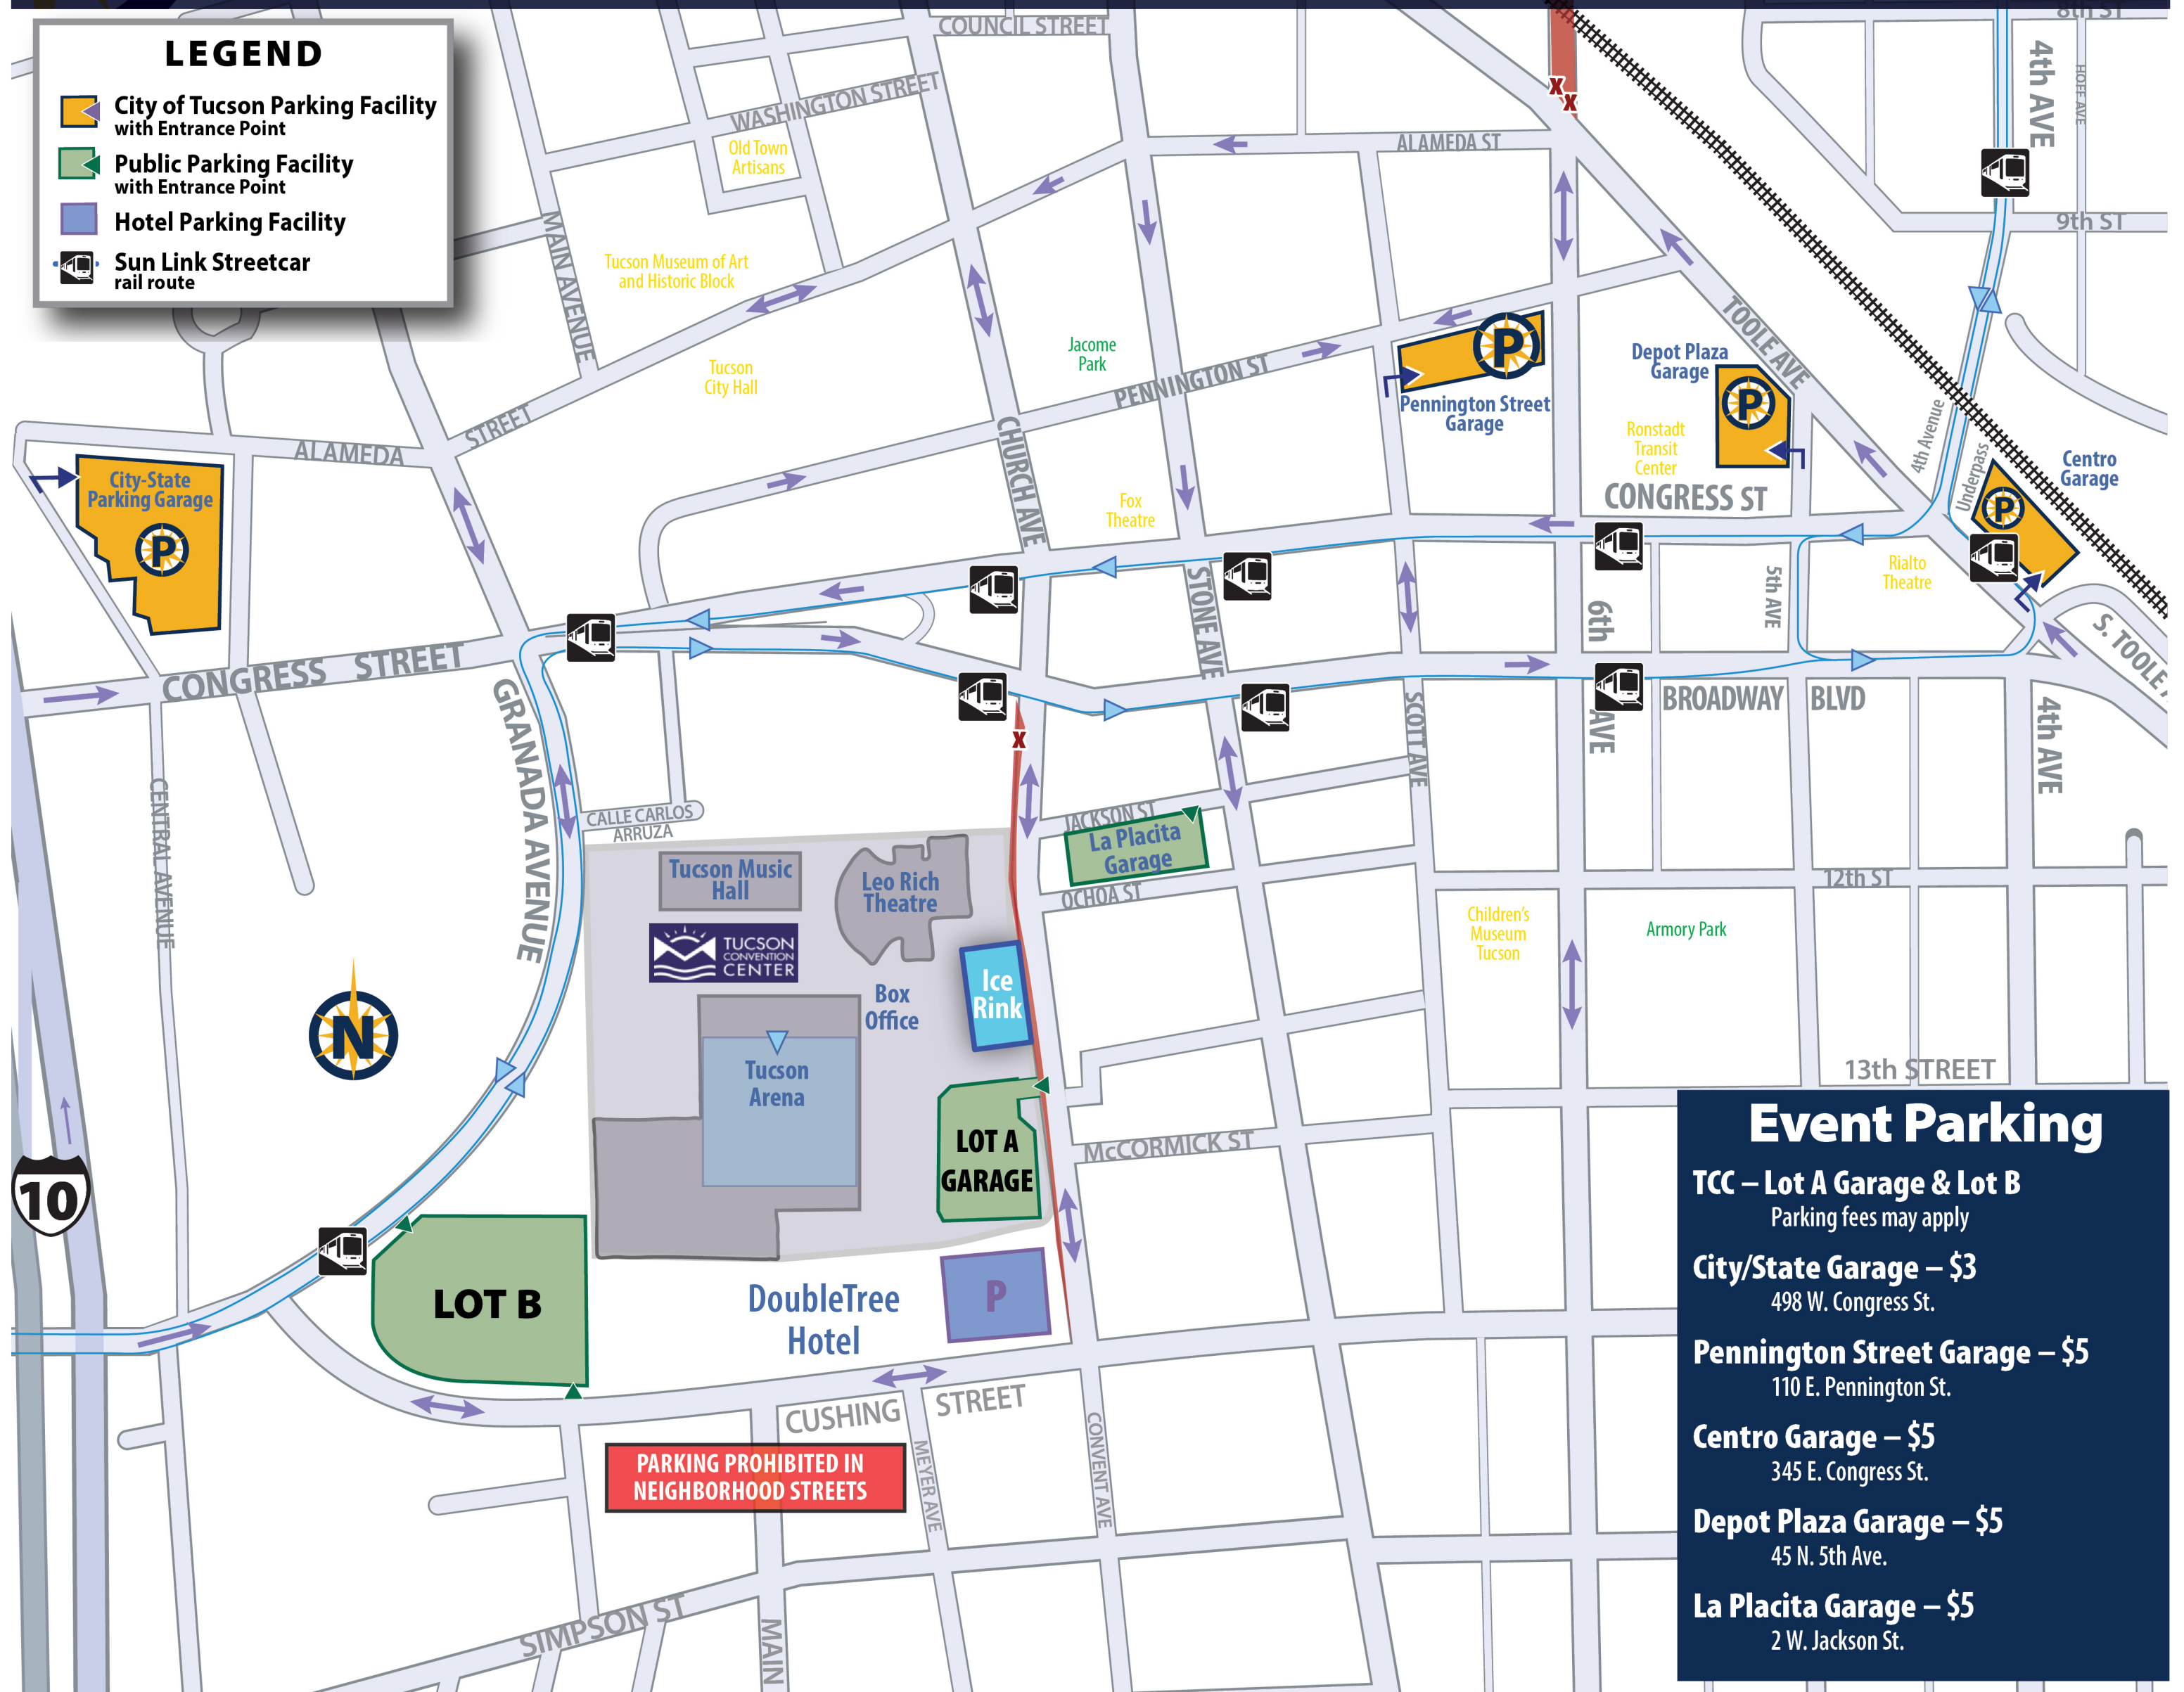 LEGEND
City of Tucson Parking Facility
with Entrance Point
Public Parking Facility
with Entrance Point
Hotel Parking Facility
Sun Link Streetcar
rail route
COUNCIL STREET
8th ST
4th AVE
HOFF AVE
WASHINGTON STREET
Old Town
Artisans
ALAMEDA ST
x
x
9th ST
MAIN AVENUE
Tucson Museum of Art
and Historic Block
TOOLE AVE
Jacome
Park
Tucson
City Hall
PENNINGTON ST
P
Pennington Street
Garage
Depot Plaza
Garage
P
Ronstadt
Transit
Center
4th Avenue
Underpass
Centro
Garage
P
ALAMEDA
STREET
City-State
Parking Garage
P
CHURCH AVE
Fox
Theatre
CONGRESS ST
Rialto
Theatre
STONE AVE
6th
AVE
5th AVE
S. TOOLE A
CONGRESS STREET
GRANADA AVENUE
BROADWAY BLVD
SCOTT AVE
4th AVE
x
CENTRAL AVENUE
CALLE CARLOS
ARRUZA
JACKSON ST
La Placita
Garage
OCHOA ST
12th ST
Tucson Music
Hall
Leo Rich
Theatre
TUCSON
CONVENTION
CENTER
Children's
Museum
Tucson
Armory Park
Box
Office
Ice
Rink
N
Tucson
Arena
13th STREET
LOT A
GARAGE
McCORMICK ST
10
LOT B
DoubleTree
Hotel
P
CUSHING STREET
PARKING PROHIBITED IN
NEIGHBORHOOD STREETS
MEYER AVE
CONVENT AVE
SIMPSON ST
MAIN
Event Parking
TCC – Lot A Garage & Lot B
Parking fees may apply
City/State Garage – $3
498 W. Congress St.
Pennington Street Garage – $5
110 E. Pennington St.
Centro Garage – $5
345 E. Congress St.
Depot Plaza Garage – $5
45 N. 5th Ave.
La Placita Garage – $5
2 W. Jackson St.